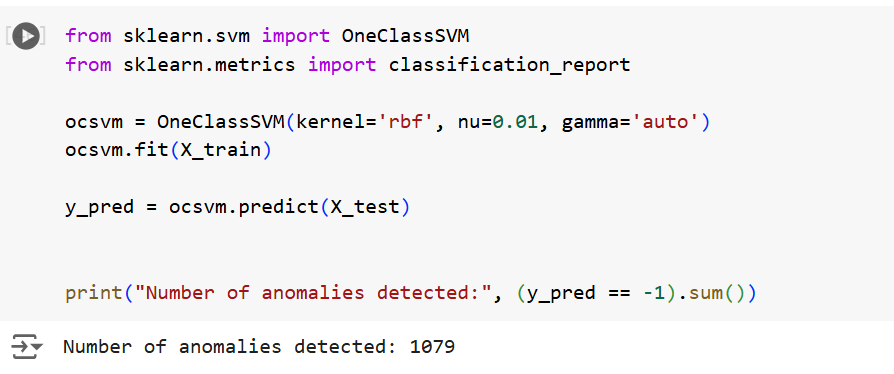 from sklearn.svm import OneClassSVM
from sklearn.metrics import classification_report
ocsvm = OneClassSVM(kernel='rbf', nu=0.01, gamma='auto')
ocsvm.fit(X_train)
y_pred = ocsvm.predict(X_test)
print("Number of anomalies detected:", (y_pred == -1).sum())
Number of anomalies detected: 1079